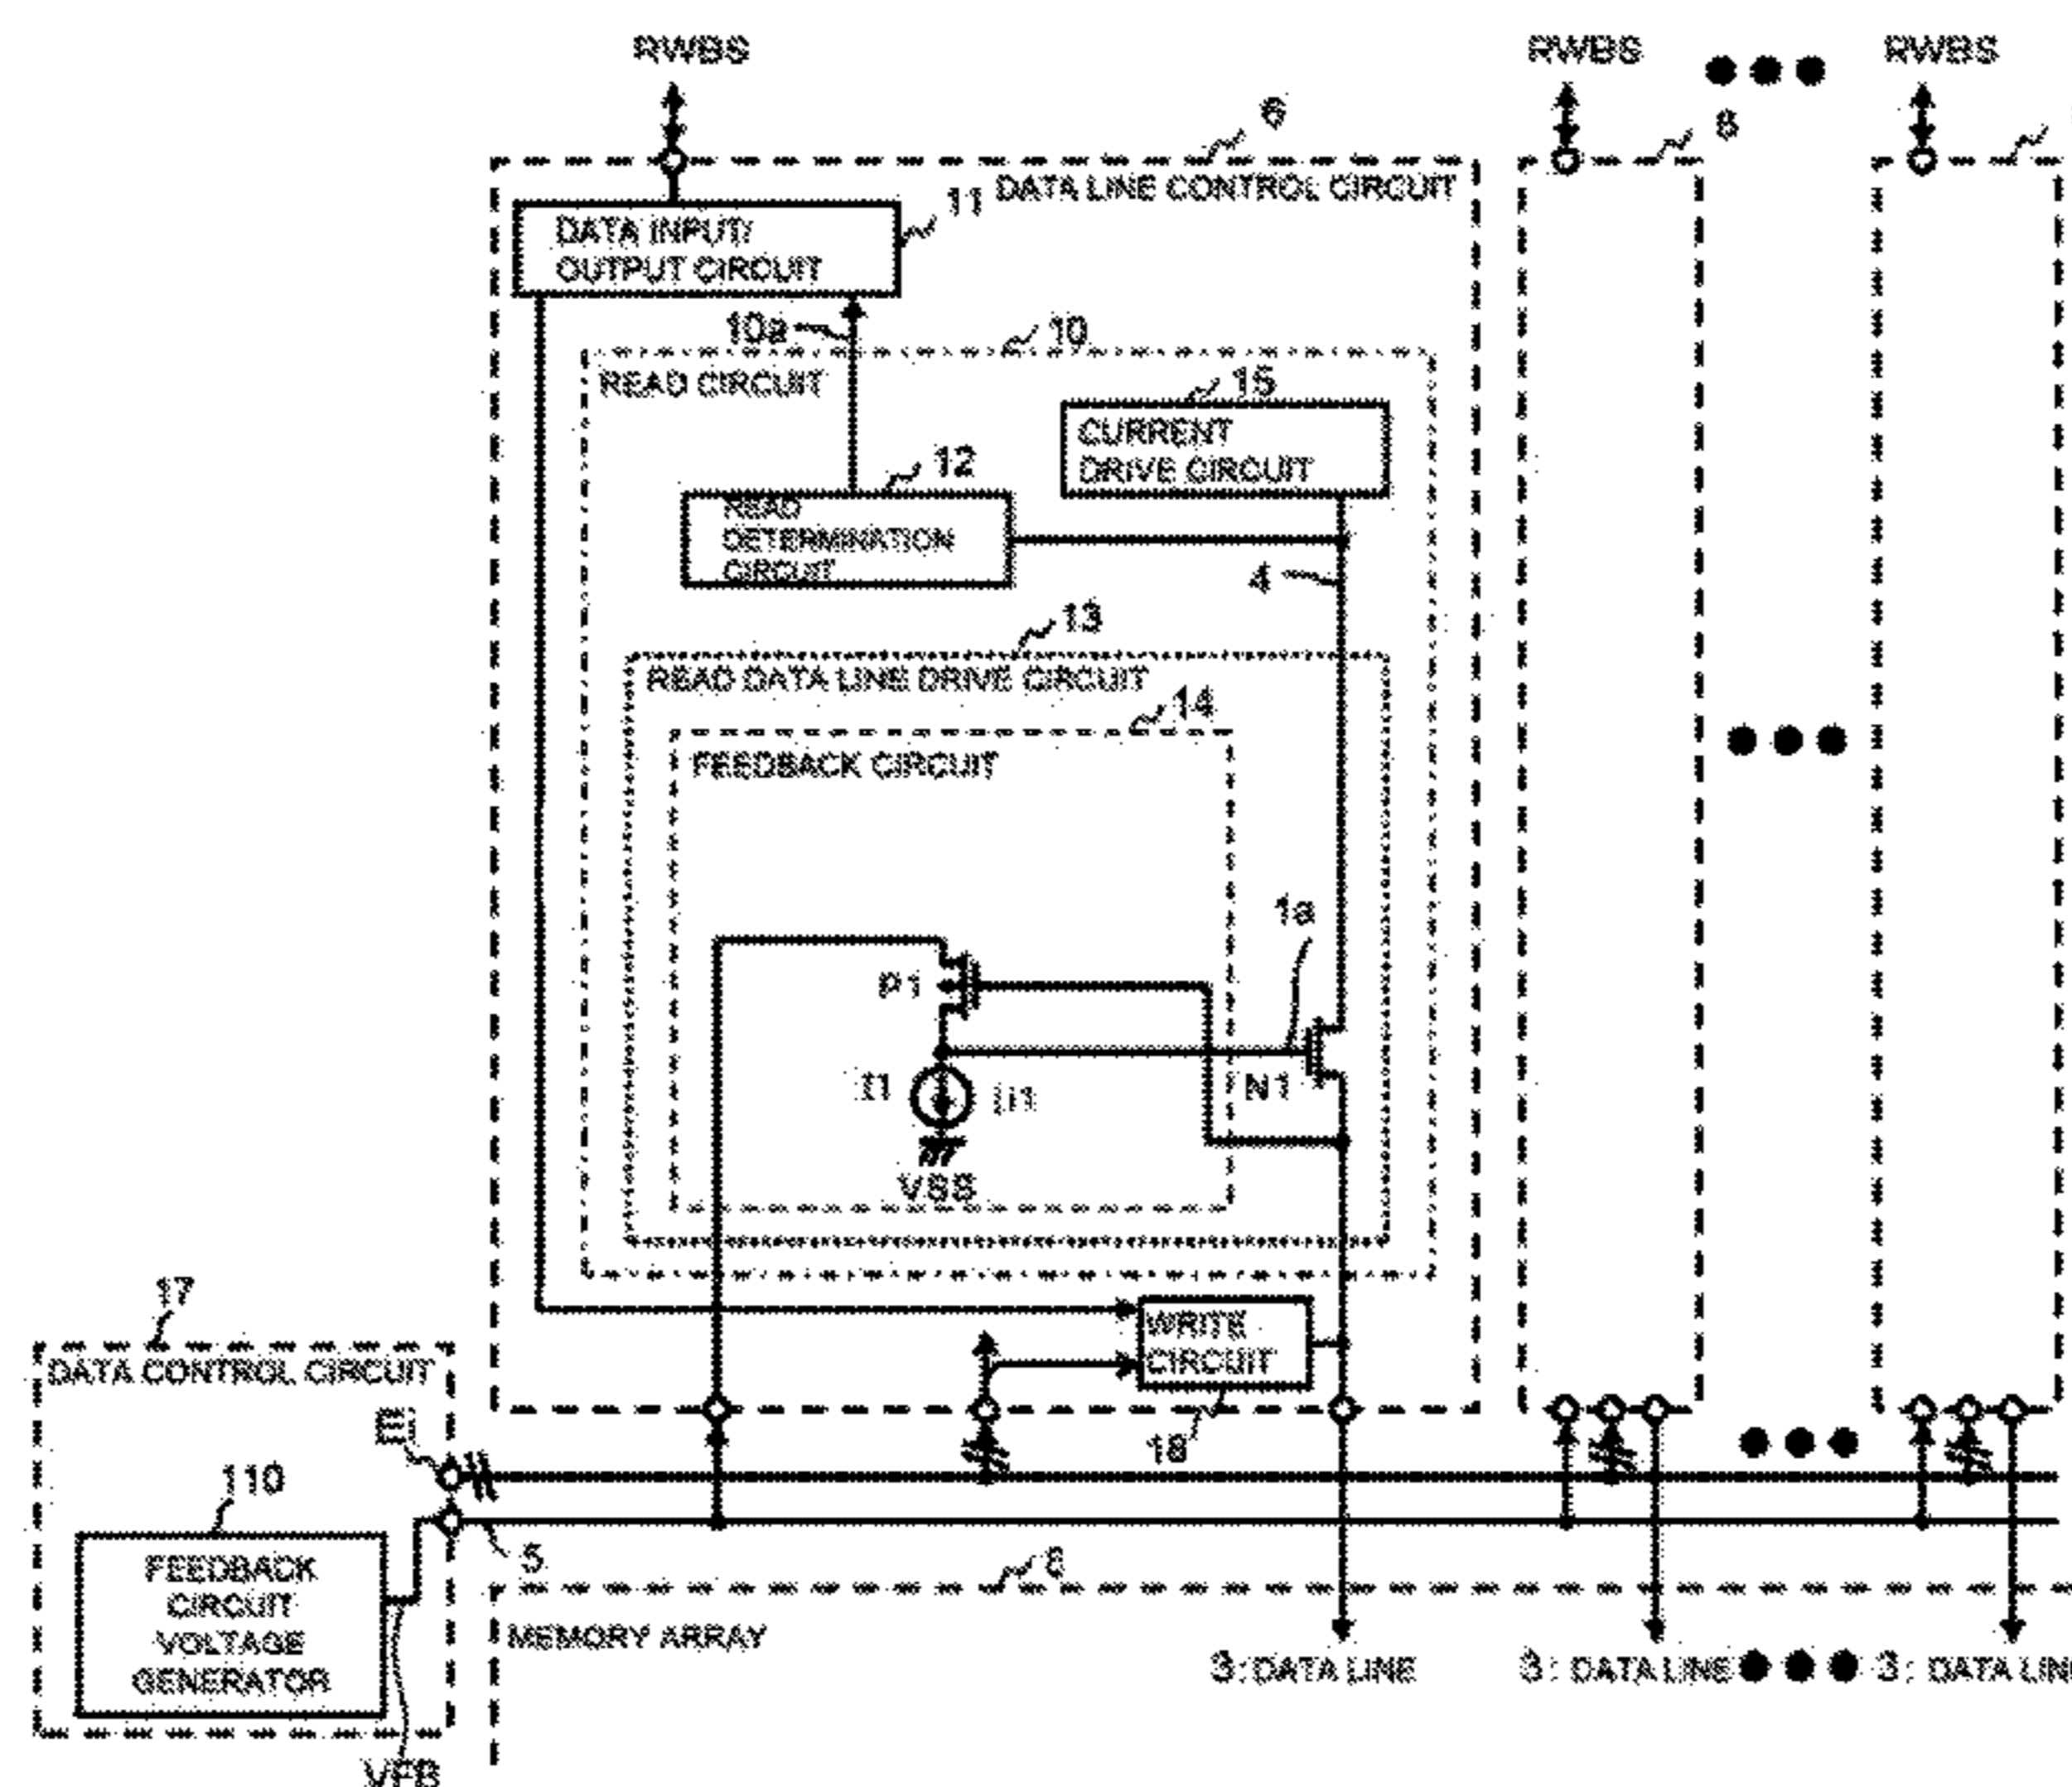 RWBS
RWBS
RWBS
6
DATA LINE CONTROL CIRCUIT
11
DATA INPUT/
OUTPUT CIRCUIT
10a
10
READ CIRCUIT
15
CURRENT
DRIVE CIRCUIT
12
READ
DETERMINATION
CIRCUIT
4
13
READ DATA LINE DRIVE CIRCUIT
14
FEEDBACK CIRCUIT
1a
P1
N1
I1
VSS
17
DATA CONTROL CIRCUIT
WRITE
CIRCUIT
18
110
5
FEEDBACK
CIRCUIT
VOLTAGE
GENERATOR
VFB
MEMORY ARRAY
3: DATA LINE
3: DATA LINE
3: DATA LINE